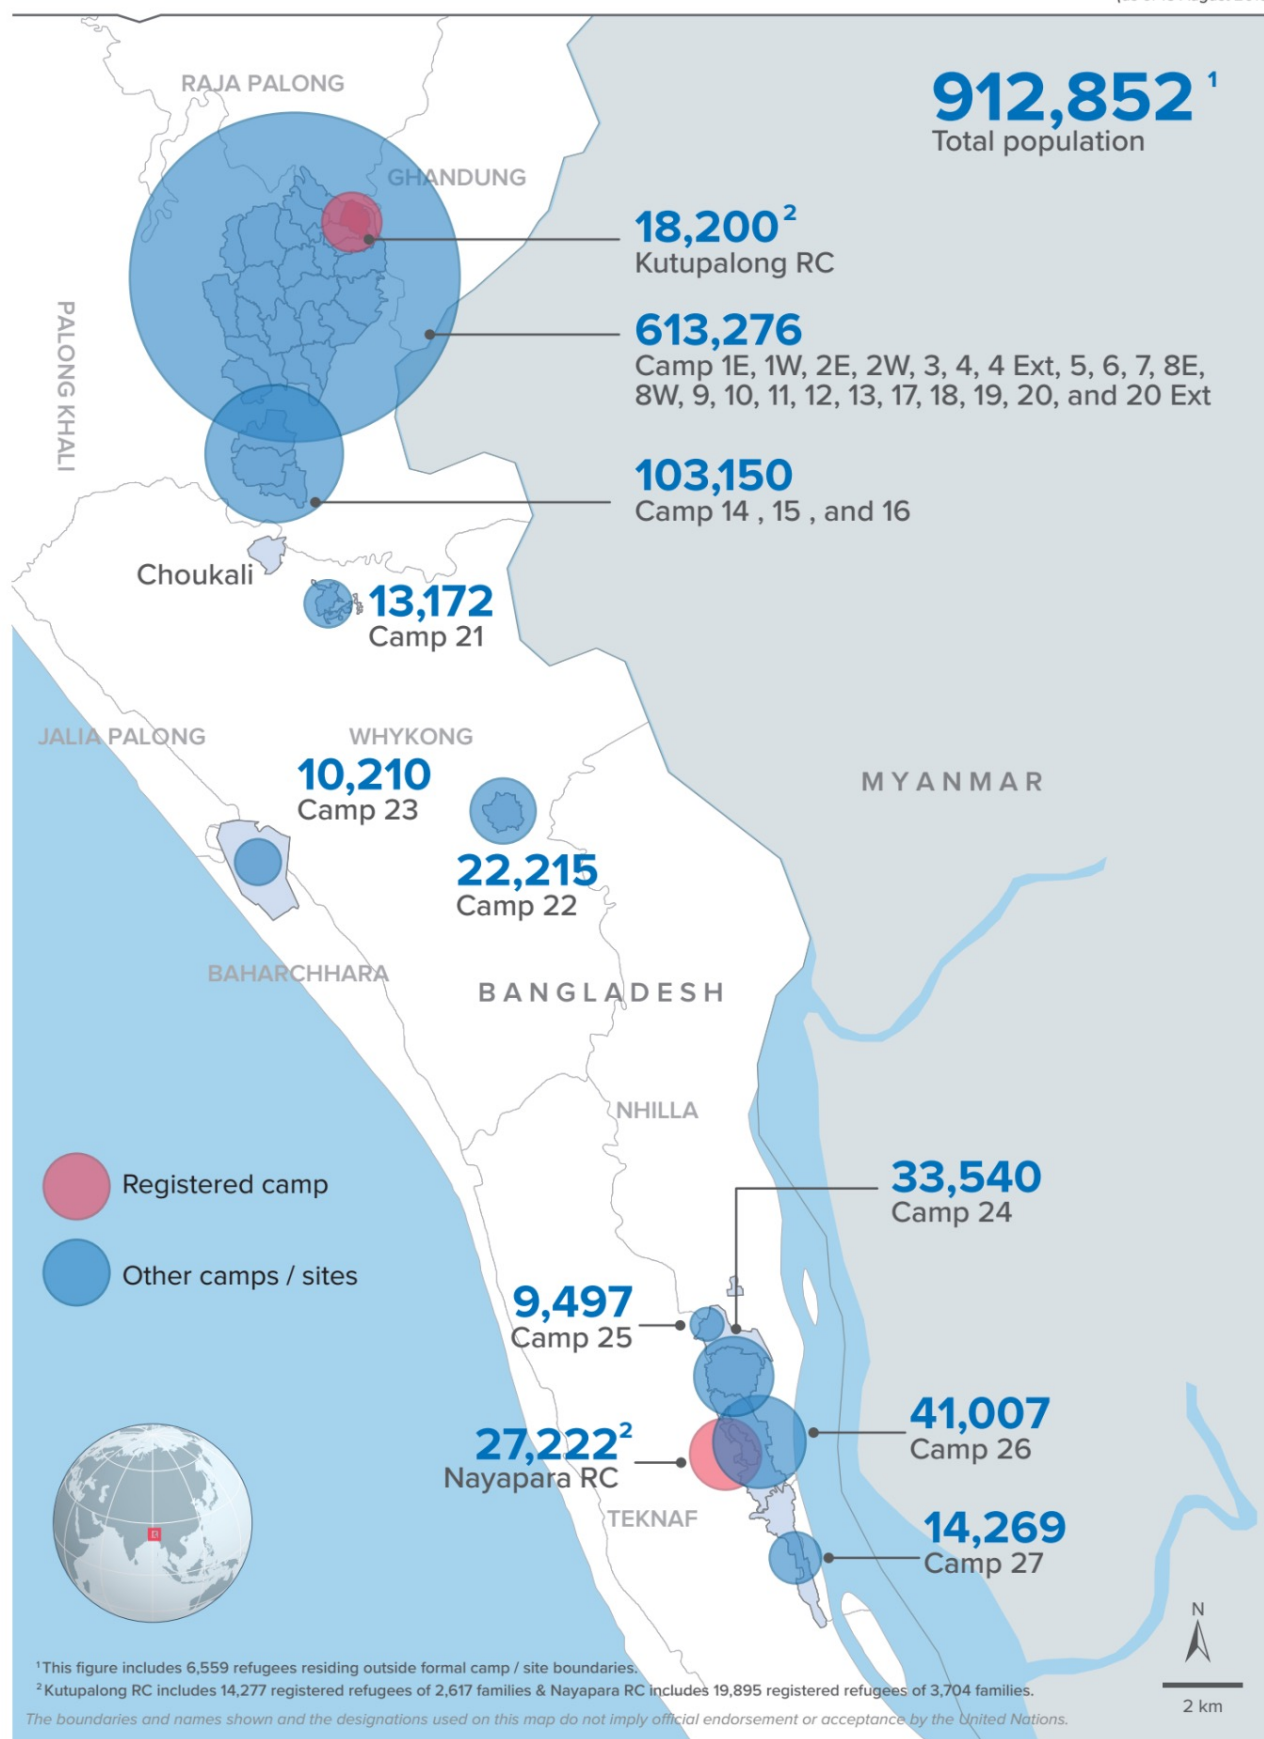 RAJA PALONG
912,852 ¹
Total population
GHANDUNG
18,200²
Kutupalong RC
PALONG KHALI
613,276
Camp 1E, 1W, 2E, 2W, 3, 4, 4 Ext, 5, 6, 7, 8E,
8W, 9, 10, 11, 12, 13, 17, 18, 19, 20, and 20 Ext
103,150
Camp 14 , 15 , and 16
Choukali
13,172
Camp 21
JALIA PALONG
WHYKONG
10,210
Camp 23
MYANMAR
22,215
Camp 22
BAHARCHHARA
BANGLADESH
NHILLA
Registered camp
33,540
Camp 24
Other camps / sites
9,497
Camp 25
41,007
Camp 26
27,222²
Nayapara RC
TEKNAF
14,269
Camp 27
N
2 km
¹This figure includes 6,559 refugees residing outside formal camp / site boundaries.
²Kutupalong RC includes 14,277 registered refugees of 2,617 families & Nayapara RC includes 19,895 registered refugees of 3,704 families.
The boundaries and names shown and the designations used on this map do not imply official endorsement or acceptance by the United Nations.